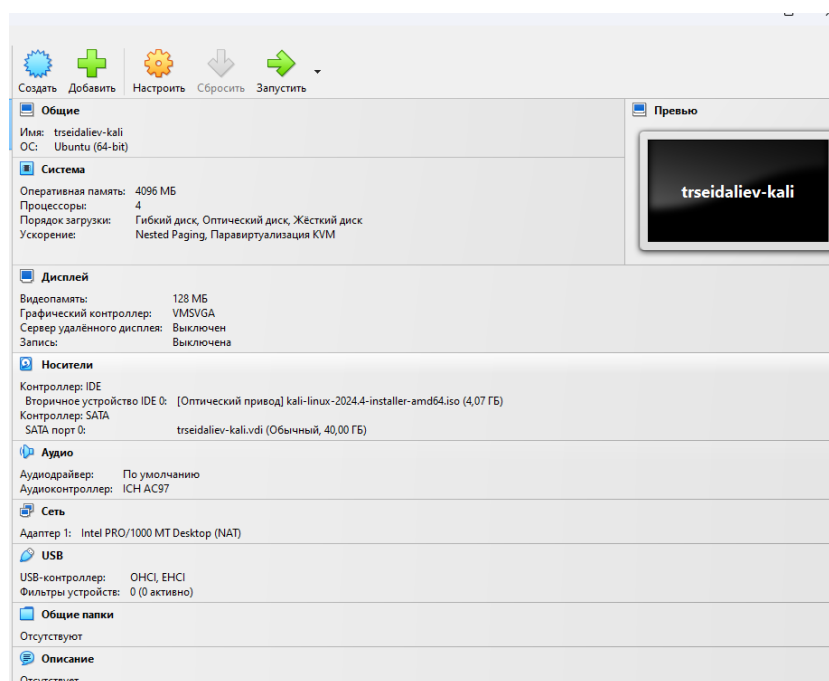 Создать Добавить Настроить Сбросить Запустить
Общие
Имя: trseidaliev-kali
ОС: Ubuntu (64-bit)
Превью
trseidaliev-kali
Система
Оперативная память: 4096 МБ
Процессоры: 4
Порядок загрузки: Гибкий диск, Оптический диск, Жёсткий диск
Ускорение: Nested Paging, Паравиртуализация KVM
Дисплей
Видеопамять: 128 МБ
Графический контроллер: VMSVGA
Сервер удалённого дисплея: Выключен
Запись: Выключена
Носители
Контроллер: IDE
Вторичное устройство IDE 0: [Оптический привод] kali-linux-2024.4-installer-amd64.iso (4,07 ГБ)
Контроллер: SATA
SATA порт 0: trseidaliev-kali.vdi (Обычный, 40,00 ГБ)
Аудио
Аудиодрайвер: По умолчанию
Аудиоконтроллер: ICH AC97
Сеть
Адаптер 1: Intel PRO/1000 MT Desktop (NAT)
USB
USB-контроллер: OHCI, EHCI
Фильтры устройств: 0 (0 активно)
Общие папки
Отсутствуют
Описание
Отсутствует